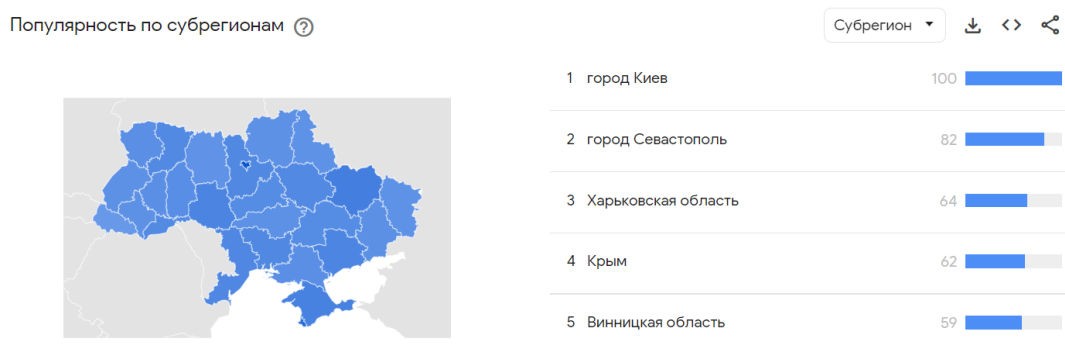 Популярность по субрегионам
Субрегион
1 город Киев 100
2 город Севастополь 82
3 Харьковская область 64
4 Крым 62
5 Винницкая область 59